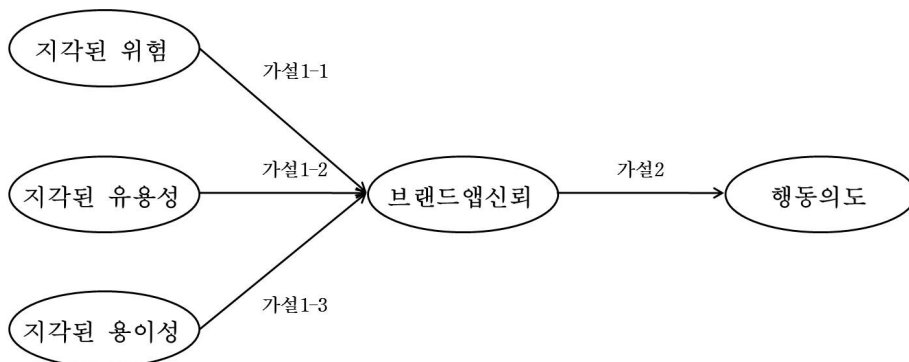 지각된 위험
가설1-1
지각된 유용성
가설1-2
브랜드앱신뢰
가설2
행동의도
가설1-3
지각된 용이성